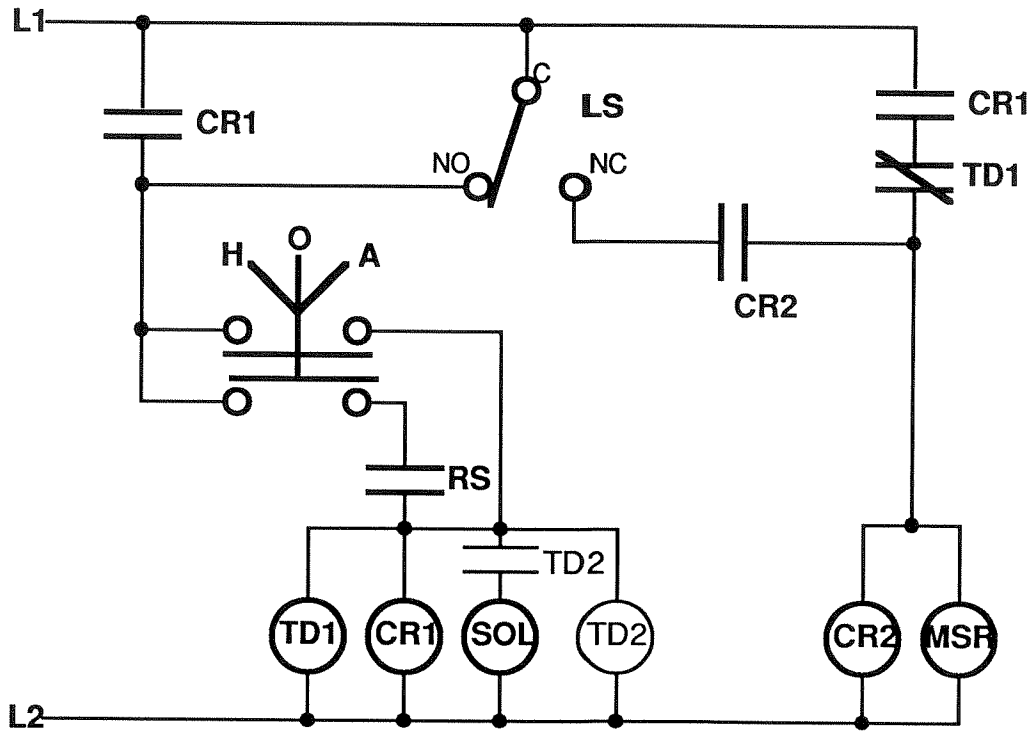 L1
C
LS
CR1
CR1
NO
NC
TD1
O
H
A
CR2
RS
TD2
TD1
CR1
SOL
TD2
CR2
MSR
L2